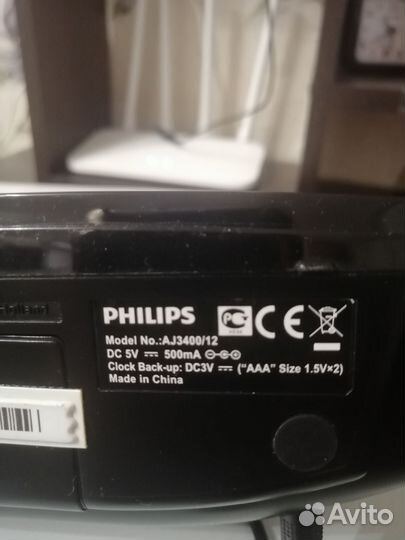 PHILIPS
Model No.:AJ3400/12
DC 5V ⎓ 500mA
Clock Back-up: DC3V ⎓ ("AAA" Size 1.5V×2)
Made in China
Avito